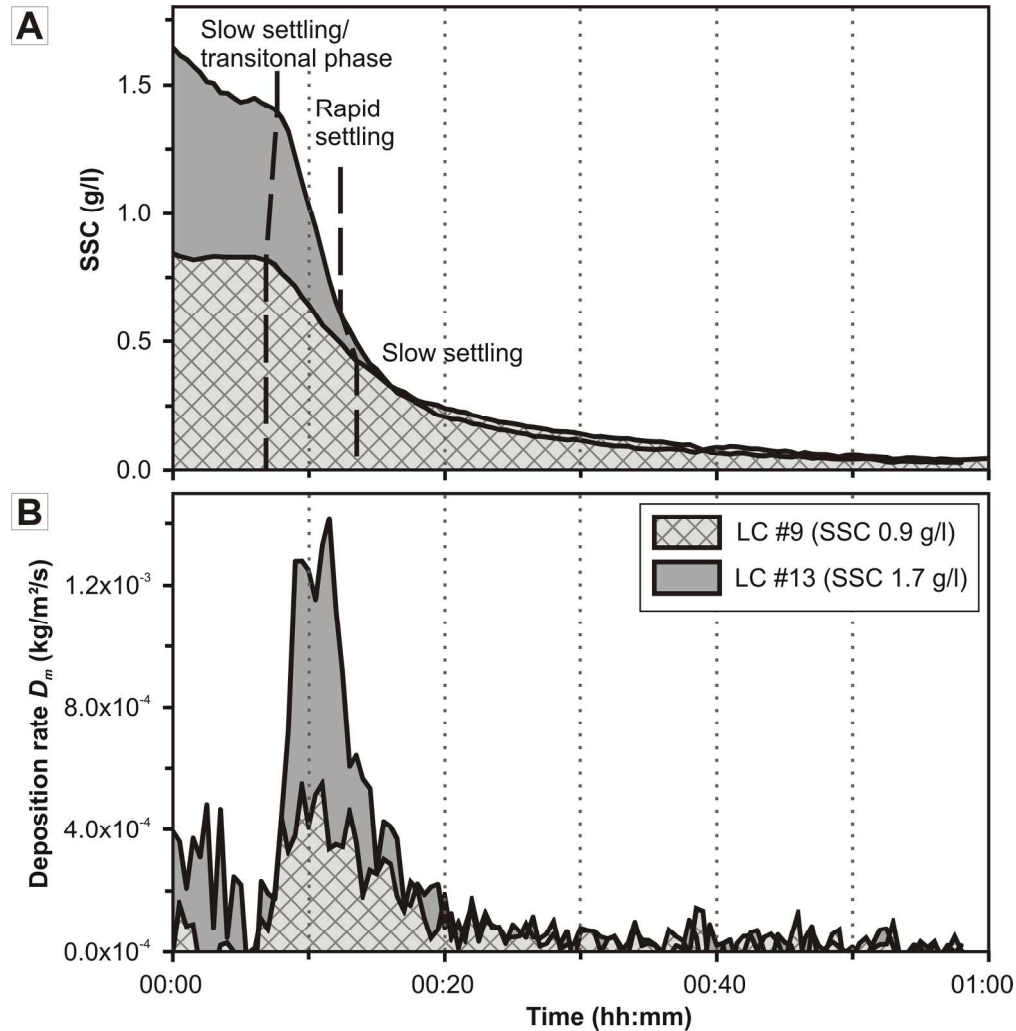 A
Slow settling/
transitonal phase
Rapid
settling
Slow settling
SSC (g/l)
1.5
1.0
0.5
0.0
B
LC #9 (SSC 0.9 g/l)
LC #13 (SSC 1.7 g/l)
Deposition rate Dm (kg/m²/s)
1.2x10⁻³
8.0x10⁻⁴
4.0x10⁻⁴
0.0x10⁻⁴
00:00 00:20 00:40 01:00
Time (hh:mm)